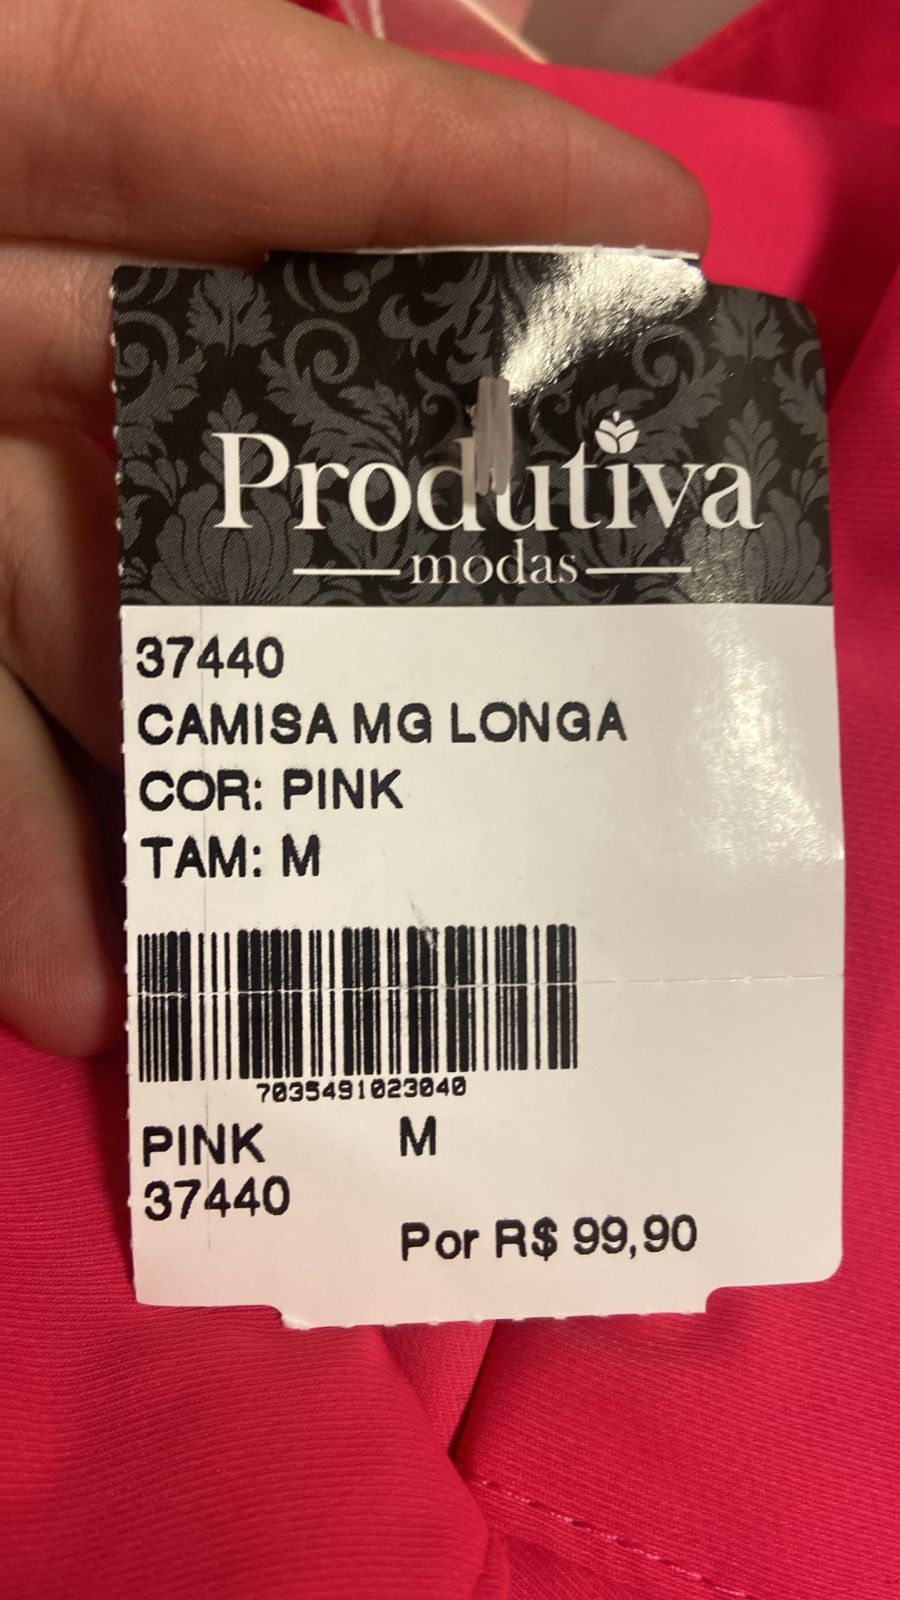 Produtiva
modas
37440
CAMISA MG LONGA
COR: PINK
TAM: M
7035491023040
PINK M
37440
Por R$ 99,90